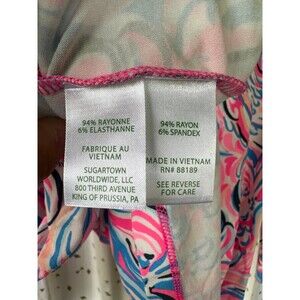 94% RAYONNE
6% ELASTHANNE
FABRIQUE AU
VIETNAM
SUGARTOWN
WORLDWIDE, LLC
800 THIRD AVENUE
KING OF PRUSSIA, PA
94% RAYON
6% SPANDEX
MADE IN VIETNAM
RN# 88189
SEE REVERSE
FOR CARE